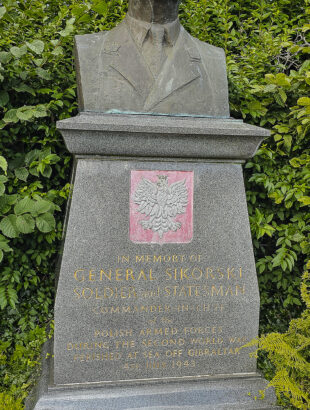 IN MEMORY OF
GENERAL SIKORSKI
SOLDIER and STATESMAN
COMMANDER-IN-CHIEF
of the
POLISH ARMED FORCES
DURING THE SECOND WORLD WAR
PERISHED AT SEA OFF GIBRALTAR
4th July 1943